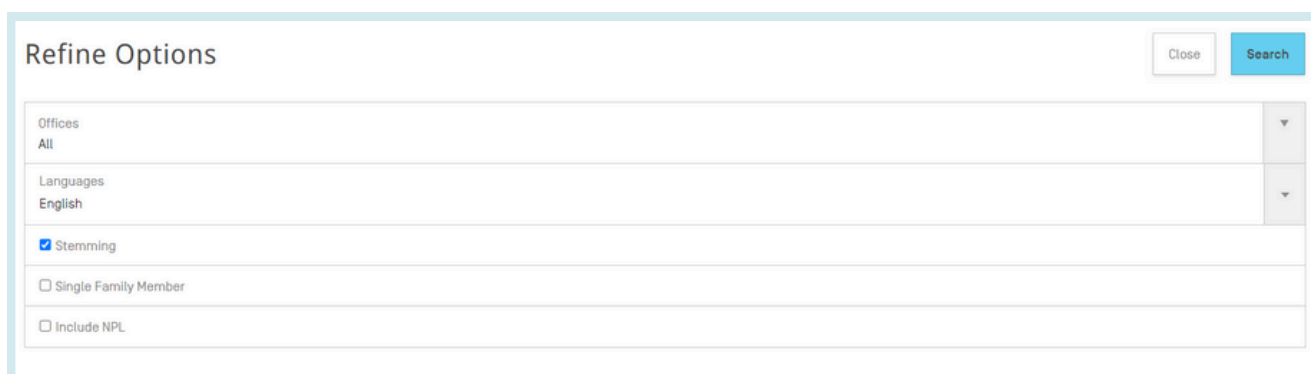 Refine Options
Close
Search
Offices
All
Languages
English
Stemming
Single Family Member
Include NPL